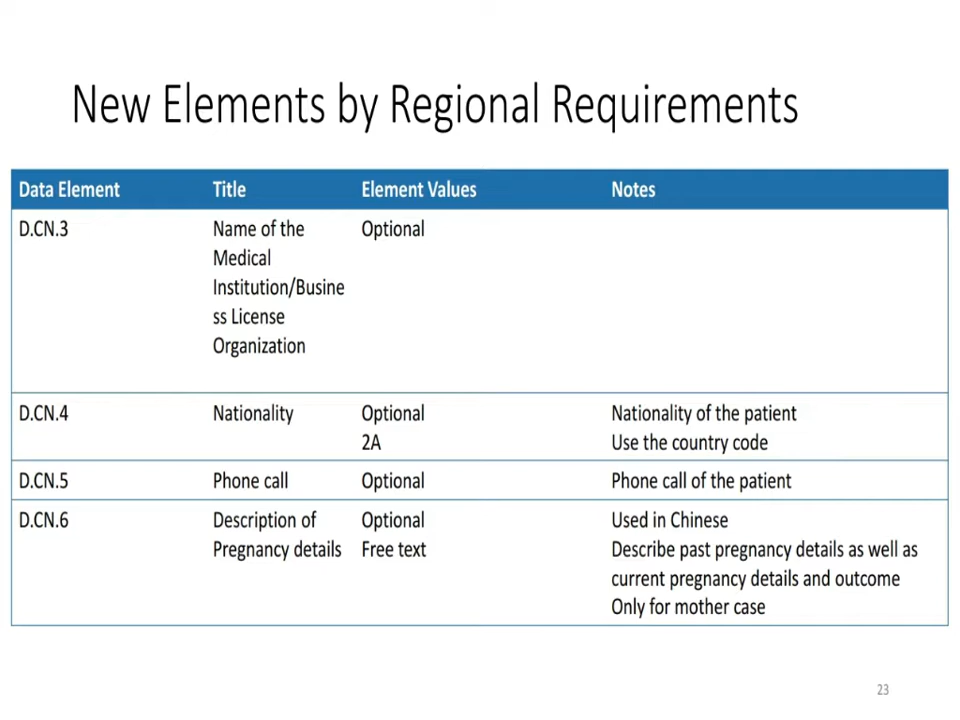 New Elements by Regional Requirements
Data Element Title Element Values Notes
D.CN.3 Name of the Optional
Medical
Institution/Busine
ss License
Organization
D.CN.4 Nationality Optional Nationality of the patient
2A Use the country code
D.CN.5 Phone call Optional Phone call of the patient
D.CN.6 Description of Optional Used in Chinese
Pregnancy details Free text Describe past pregnancy details as well as
current pregnancy details and outcome
Only for mother case
23